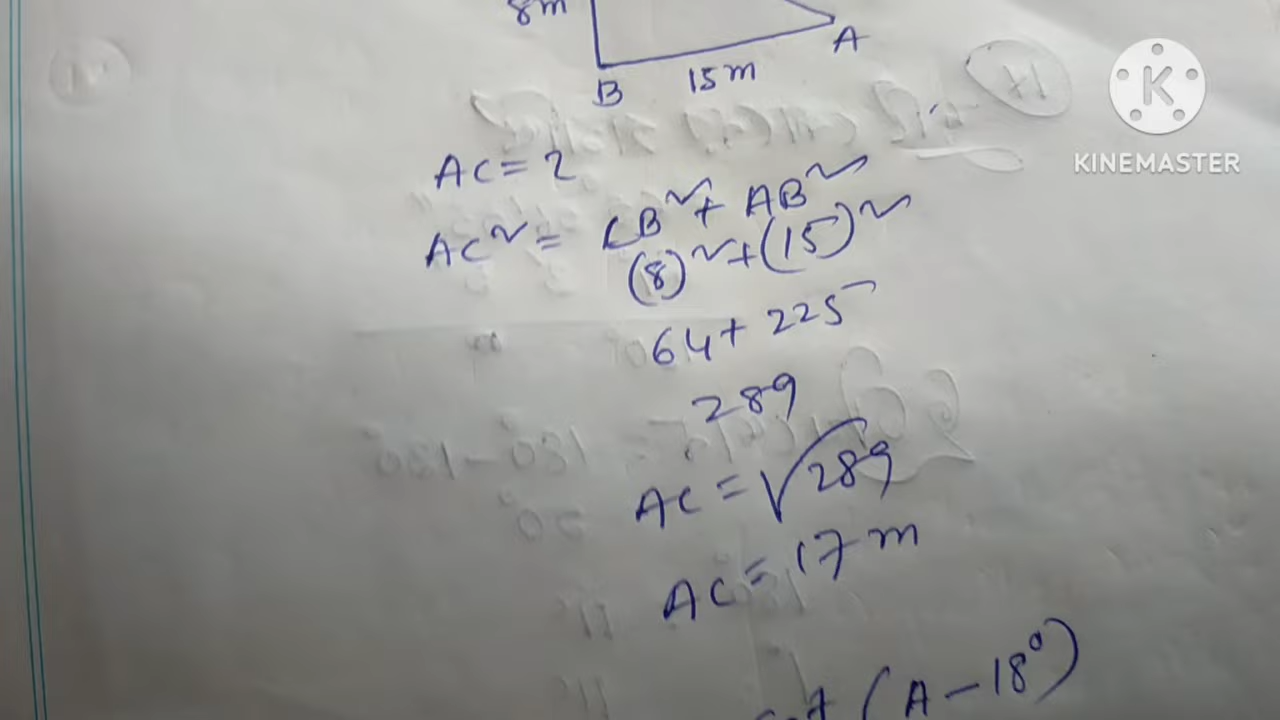 8m
A
15m
B
K
KINEMASTER
AC = ?
AC² = CB² + AB²
(8)² + (15)²
64 + 225
289
AC = √289
AC = 17 m
(A - 18°)